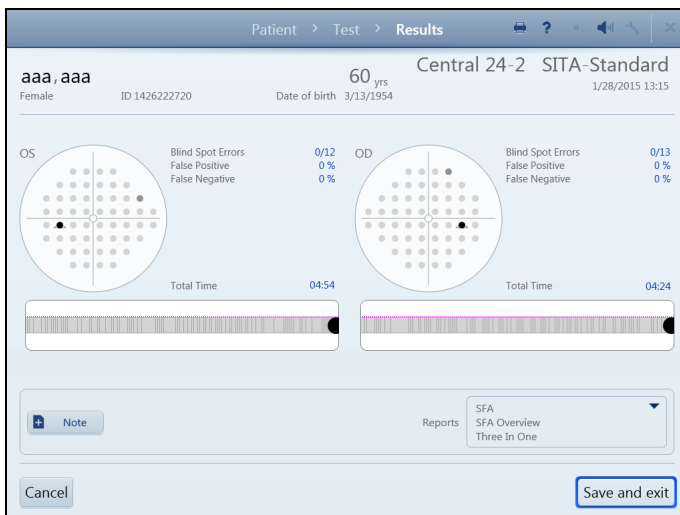 Patient > Test > Results ?
aaa, aaa 60 yrs Central 24-2 SITA-Standard
Female ID 1426222720 Date of birth 3/13/1954 1/28/2015 13:15
OS Blind Spot Errors 0/12 OD Blind Spot Errors 0/13
False Positive 0 % False Positive 0 %
False Negative 0 % False Negative 0 %
Total Time 04:54 Total Time 04:24
Note Reports SFA
SFA Overview
Three In One
Cancel Save and exit